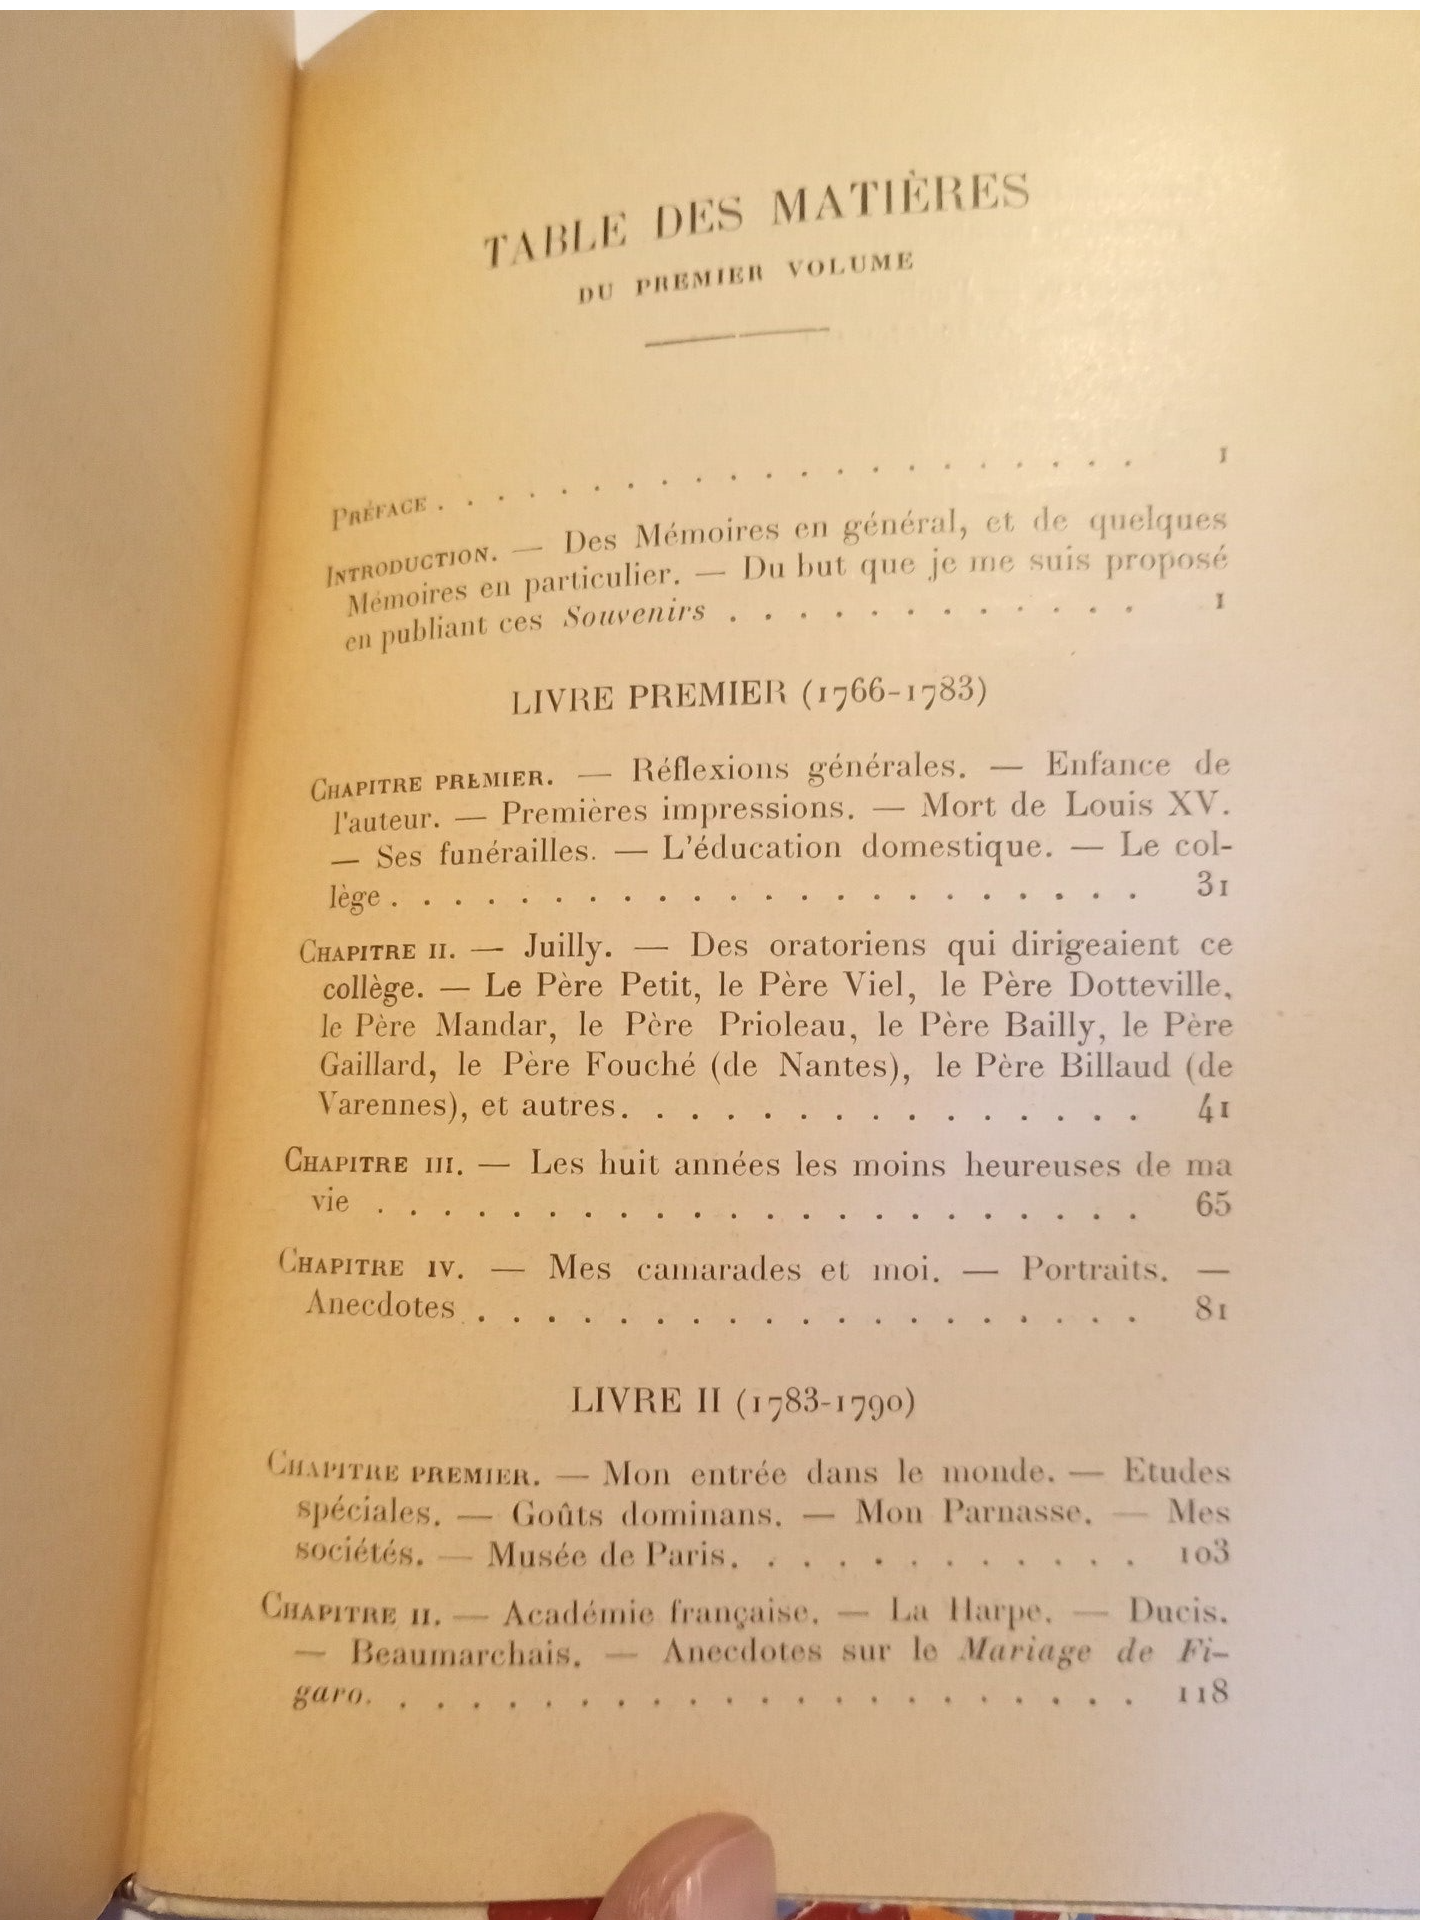 TABLE DES MATIÈRES
DU PREMIER VOLUME
PRÉFACE . . . . . . . . . . . . . . . . . . I
INTRODUCTION. — Des Mémoires en général, et de quelques
Mémoires en particulier. — Du but que je me suis proposé
en publiant ces Souvenirs . . . . . . . . . . . . . 1
LIVRE PREMIER (1766-1783)
CHAPITRE PREMIER. — Réflexions générales. — Enfance de
l'auteur. — Premières impressions. — Mort de Louis XV.
— Ses funérailles. — L'éducation domestique. — Le col-
lège . . . . . . . . . . . . . . . . . . . . . . 31
CHAPITRE II. — Juilly. — Des oratoriens qui dirigeaient ce
collège. — Le Père Petit, le Père Viel, le Père Dotteville,
le Père Mandar, le Père Prioleau, le Père Bailly, le Père
Gaillard, le Père Fouché (de Nantes), le Père Billaud (de
Varennes), et autres. . . . . . . . . . . . . . . . 41
CHAPITRE III. — Les huit années les moins heureuses de ma
vie . . . . . . . . . . . . . . . . . . . . . . . 65
CHAPITRE IV. — Mes camarades et moi. — Portraits. —
Anecdotes . . . . . . . . . . . . . . . . . . . . 81
LIVRE II (1783-1790)
CHAPITRE PREMIER. — Mon entrée dans le monde. — Etudes
spéciales. — Goûts dominans. — Mon Parnasse. — Mes
sociétés. — Musée de Paris. . . . . . . . . . . . 103
CHAPITRE II. — Académie française. — La Harpe. — Ducis.
— Beaumarchais. — Anecdotes sur le Mariage de Fi-
garo. . . . . . . . . . . . . . . . . . . . . . . 118